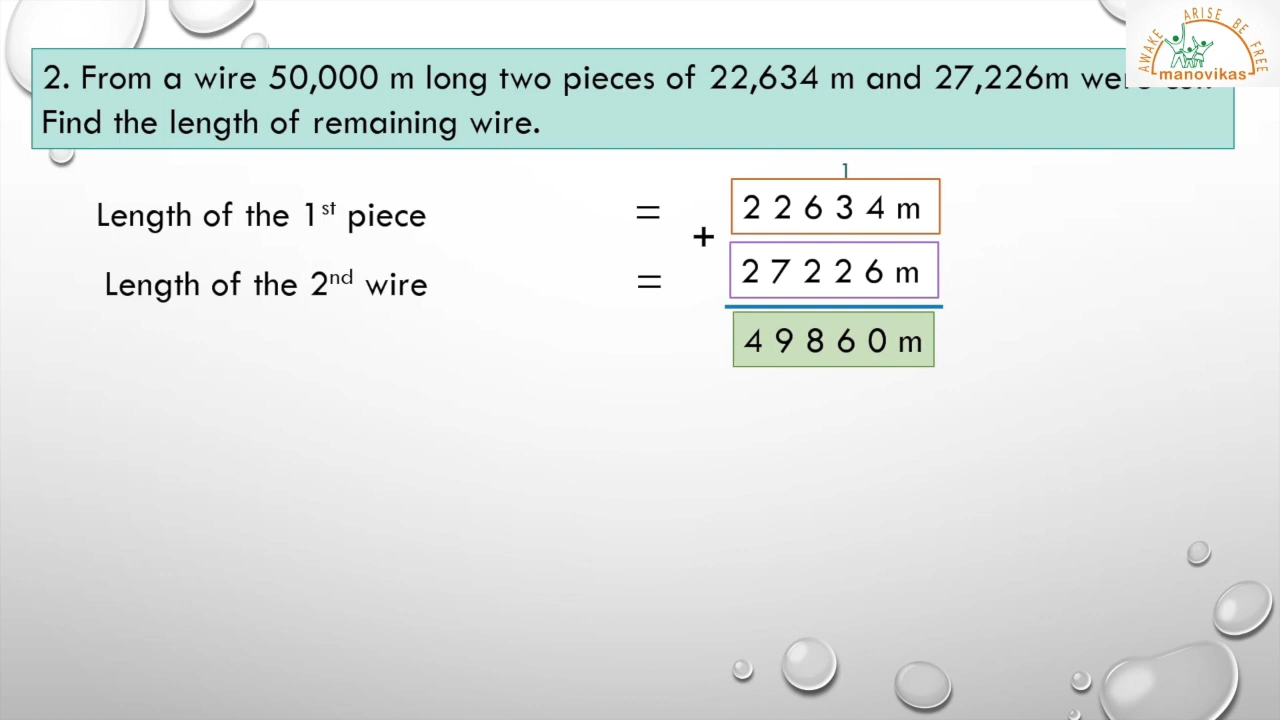 AWAKE ARISE BE FREE
manovikas
2. From a wire 50,000 m long two pieces of 22,634 m and 27,226m were
Find the length of remaining wire.
1
Length of the 1st piece = 2 2 6 3 4 m
+
Length of the 2nd wire = 2 7 2 2 6 m
4 9 8 6 0 m